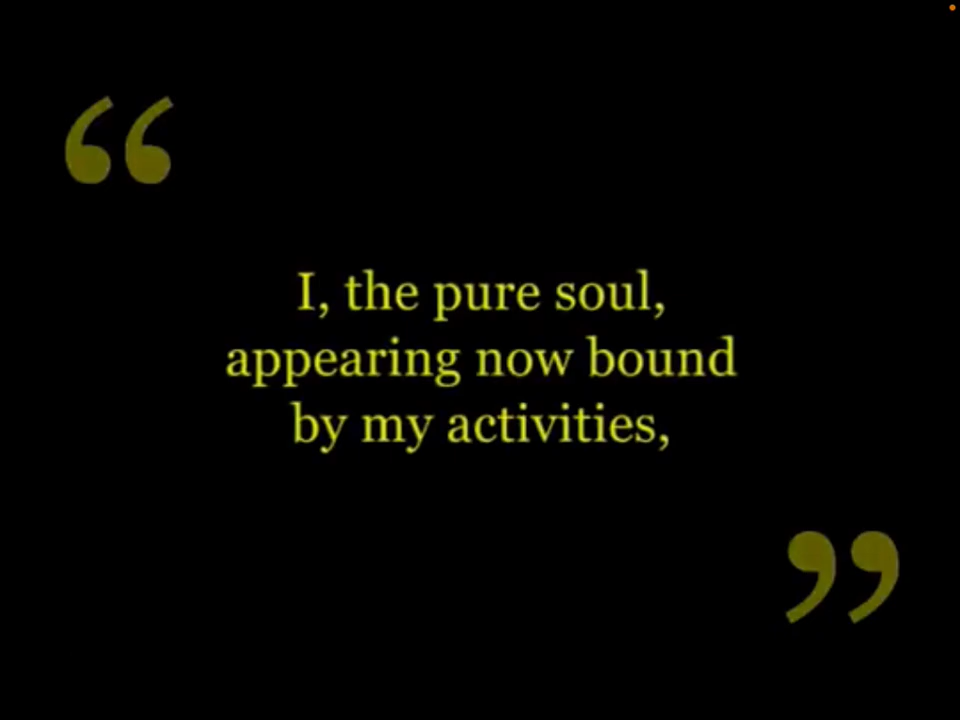 “
I, the pure soul,
appearing now bound
by my activities,
”